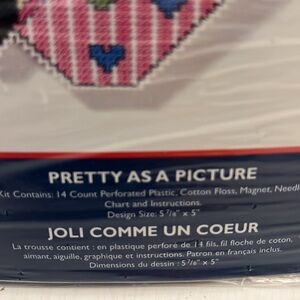 PRETTY AS A PICTURE
Kit Contains: 14 Count Perforated Plastic, Cotton Floss, Magnet, Needle
Chart and Instructions.
Design Size: 5 7/8" x 5"
JOLI COMME UN COEUR
La trousse contient : en plastique perforé de 14 fils, fil floche de coton,
aimant, aiguille, graphique et instructions. Patron en français inclus.
Dimensions du dessin : 5 7/8" x 5"